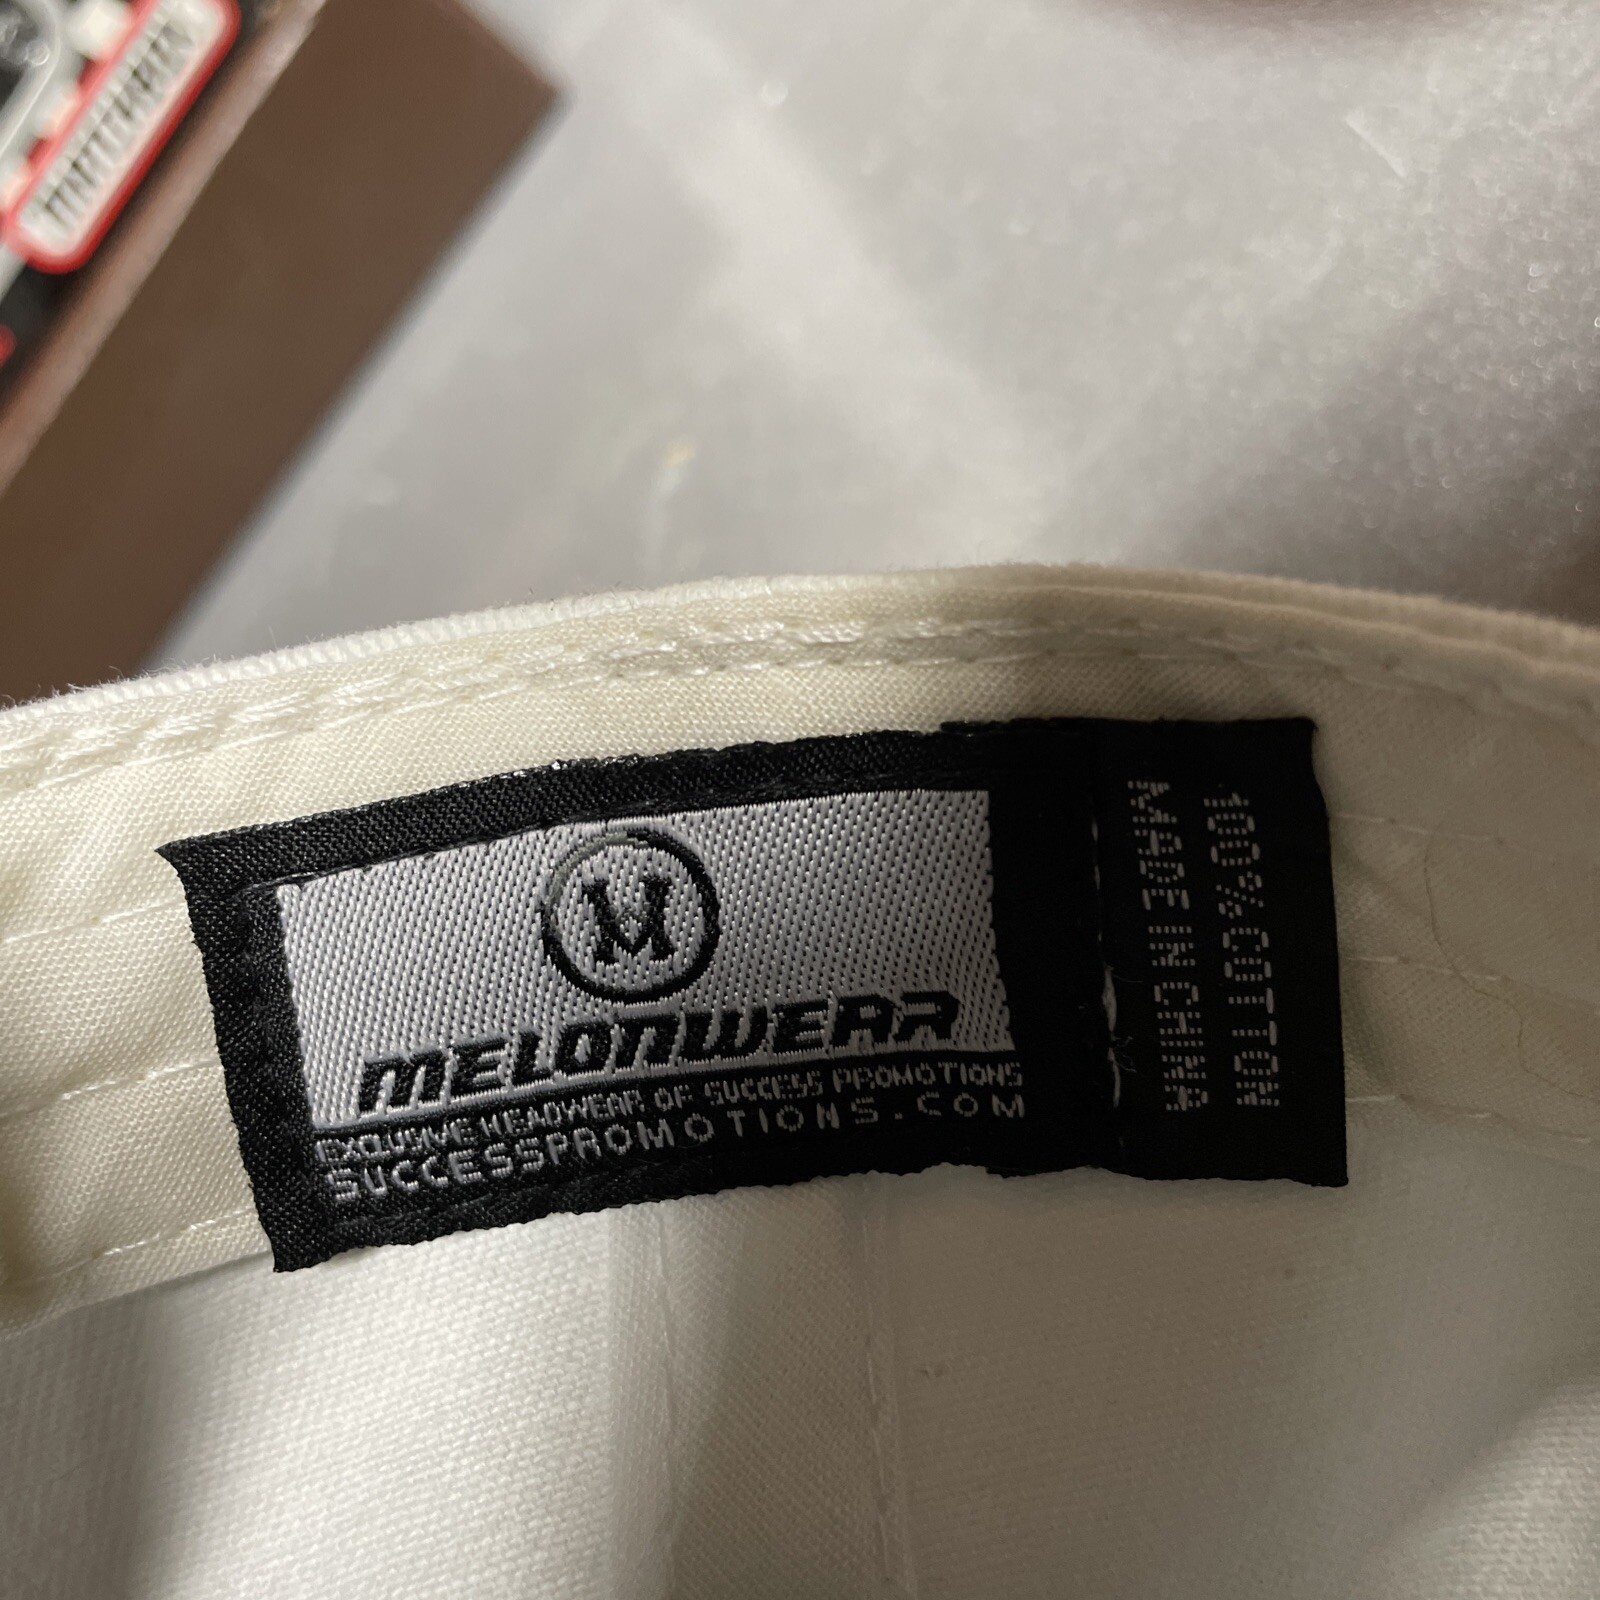 M
MELONWEAR
EXCLUSIVE HEADWEAR OF SUCCESS PROMOTIONS
SUCCESSPROMOTIONS.COM
100% COTTON
MADE IN CHINA